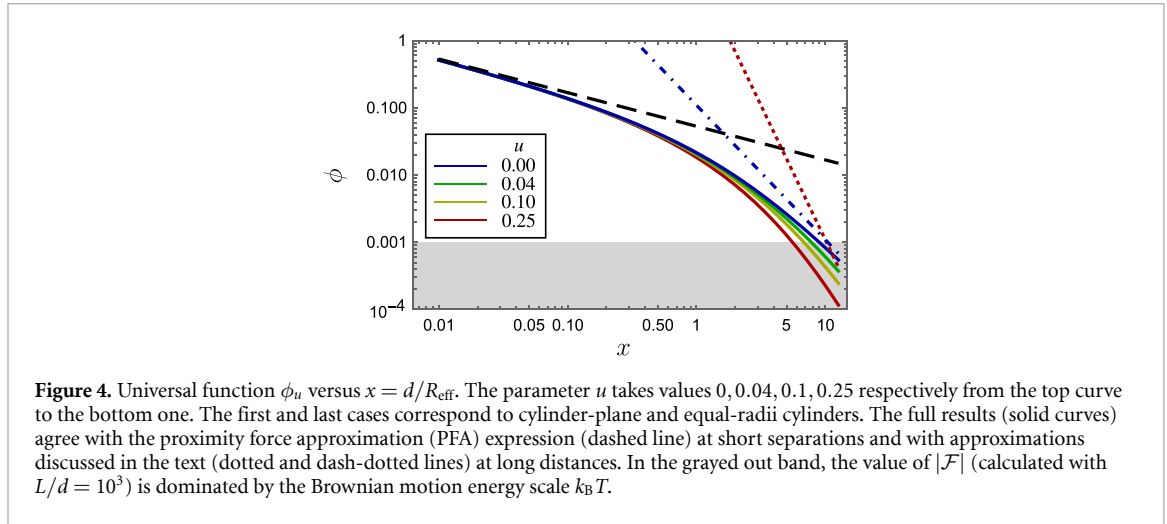 1
0.100
0.010
0.001
10⁻⁴
ϕ
u
0.00
0.04
0.10
0.25
0.01 0.05 0.10 0.50 1 5 10
x
Figure 4. Universal function ϕᵤ versus x = d/R_eff. The parameter u takes values 0, 0.04, 0.1, 0.25 respectively from the top curve
to the bottom one. The first and last cases correspond to cylinder-plane and equal-radii cylinders. The full results (solid curves)
agree with the proximity force approximation (PFA) expression (dashed line) at short separations and with approximations
discussed in the text (dotted and dash-dotted lines) at long distances. In the grayed out band, the value of |ℱ| (calculated with
L/d = 10³) is dominated by the Brownian motion energy scale k_BT.